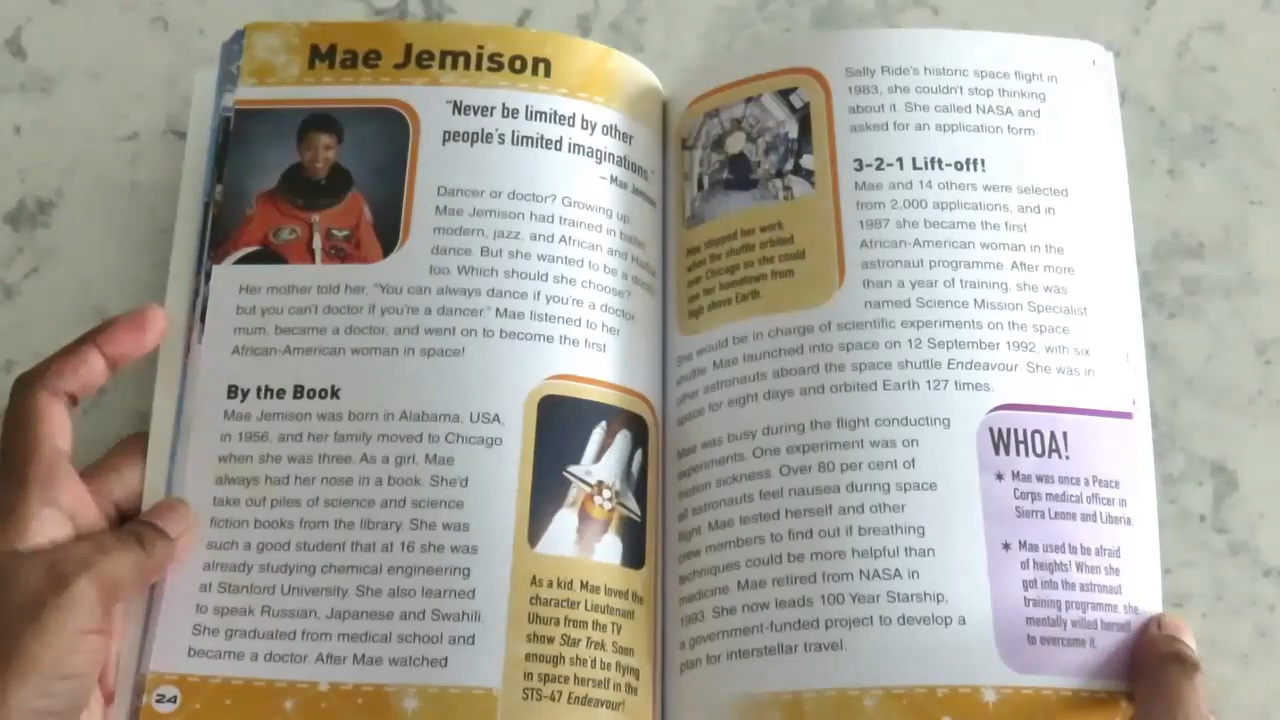 Mae Jemison
"Never be limited by other
people's limited imaginations"
– Mae Jemison
Dancer or doctor? Growing up,
Mae Jemison had trained in ballet,
modern, jazz, and African and
dance. But she wanted to be a doctor
too. Which should she choose?
Her mother told her, "You can always dance if you're a doctor
but you can't doctor if you're a dancer." Mae listened to her
mum, became a doctor, and went on to become the first
African-American woman in space!
By the Book
Mae Jemison was born in Alabama, USA,
in 1956, and her family moved to Chicago
when she was three. As a girl, Mae
always had her nose in a book. She'd
take out piles of science and science
fiction books from the library. She was
such a good student that at 16 she was
already studying chemical engineering
at Stanford University. She also learned
to speak Russian, Japanese and Swahili.
She graduated from medical school and
became a doctor. After Mae watched
As a kid, Mae loved the
character Lieutenant
Uhura from the TV
show Star Trek. Soon
enough she'd be flying
in space herself in the
STS-47 Endeavour!
24
Mae stopped her work
when the shuttle orbited
over Chicago so she could
see her hometown from
high above Earth.
Sally Ride's historic space flight in
1983, she couldn't stop thinking
about it. She called NASA and
asked for an application form
3-2-1 Lift-off!
Mae and 14 others were selected
from 2,000 applications, and in
1987 she became the first
African-American woman in the
astronaut programme. After more
than a year of training, she was
named Science Mission Specialist
She would be in charge of scientific experiments on the space
shuttle. Mae launched into space on 12 September 1992, with six
other astronauts aboard the space shuttle Endeavour. She was in
space for eight days and orbited Earth 127 times.
Mae was busy during the flight conducting
experiments. One experiment was on
motion sickness. Over 80 per cent of
all astronauts feel nausea during space
flight. Mae tested herself and other
crew members to find out if breathing
techniques could be more helpful than
medicine. Mae retired from NASA in
1993. She now leads 100 Year Starship,
a government-funded project to develop a
plan for interstellar travel.
WHOA!
✶ Mae was once a Peace
Corps medical officer in
Sierra Leone and Liberia.
✶ Mae used to be afraid
of heights! When she
got into the astronaut
training programme, she
mentally willed herself
to overcome it.